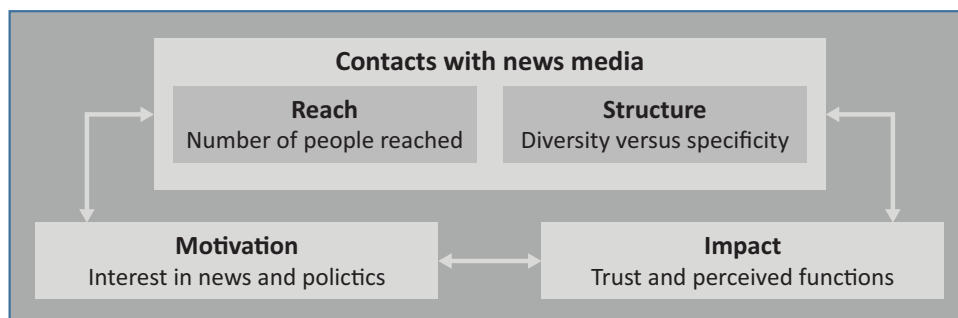 Contacts with news media
Reach
Number of people reached
Structure
Diversity versus specificity
Motivation
Interest in news and polictics
Impact
Trust and perceived functions